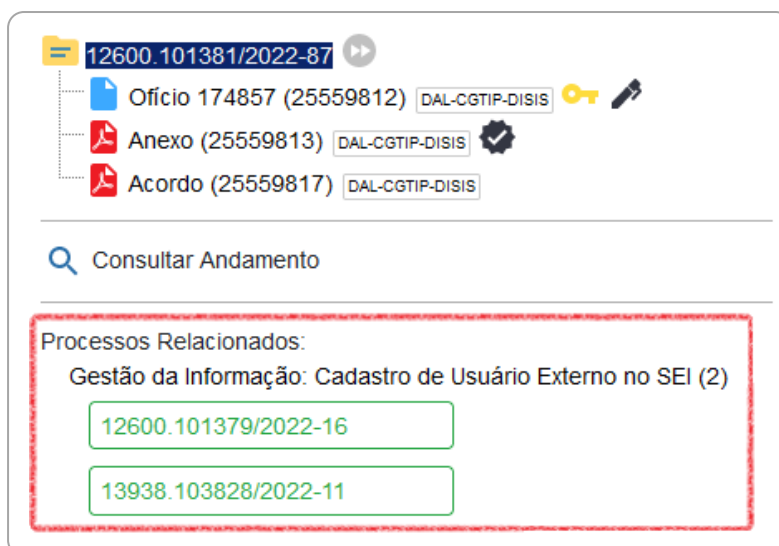 12600.101381/2022-87
Ofício 174857 (25559812) DAL-CGTIP-DISIS
Anexo (25559813) DAL-CGTIP-DISIS
Acordo (25559817) DAL-CGTIP-DISIS
Consultar Andamento
Processos Relacionados:
Gestão da Informação: Cadastro de Usuário Externo no SEI (2)
12600.101379/2022-16
13938.103828/2022-11